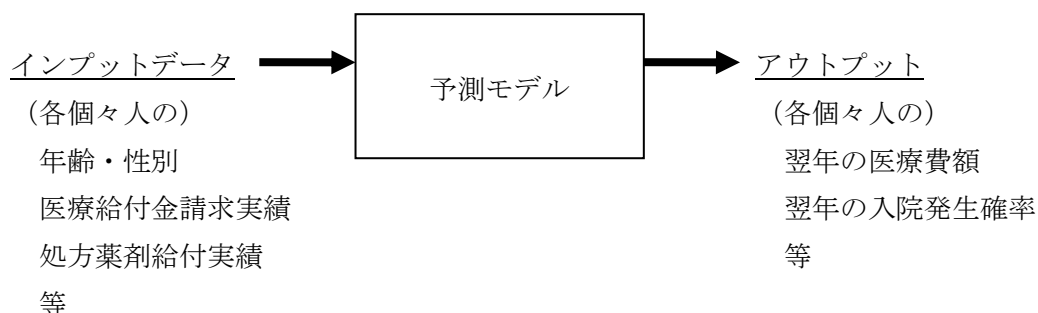 インプットデータ
（各個々人の）
年齢・性別
医療給付金請求実績
処方薬剤給付実績
等
予測モデル
アウトプット
（各個々人の）
翌年の医療費額
翌年の入院発生確率
等